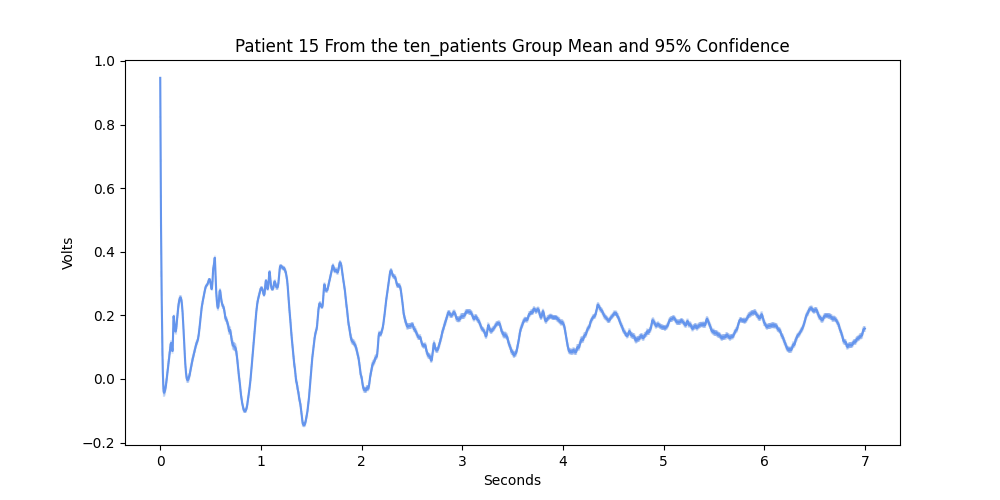 Patient 15 From the ten_patients Group Mean and 95% Confidence
1.0
0.8
0.6
0.4
0.2
0.0
−0.2
Volts
0 1 2 3 4 5 6 7
Seconds